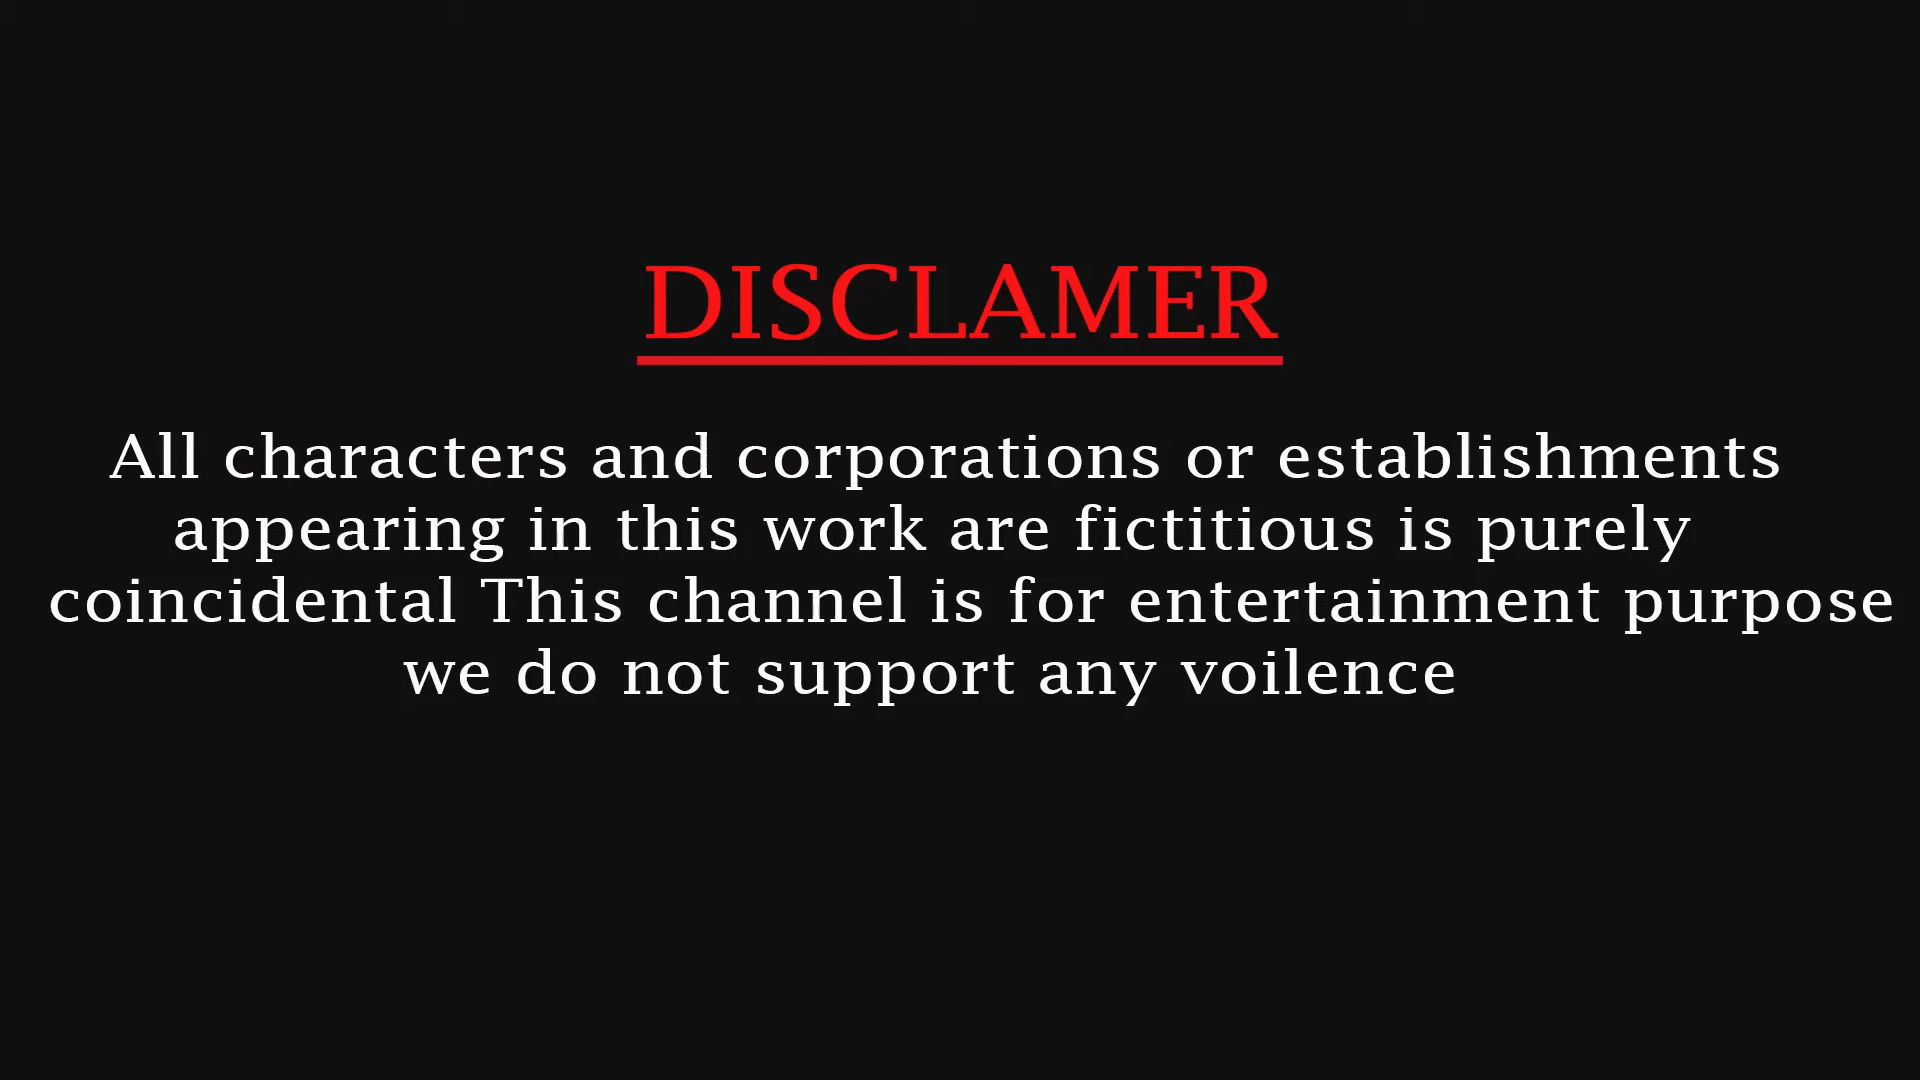 DISCLAMER
All characters and corporations or establishments
appearing in this work are fictitious is purely
coincidental This channel is for entertainment purpose
we do not support any voilence